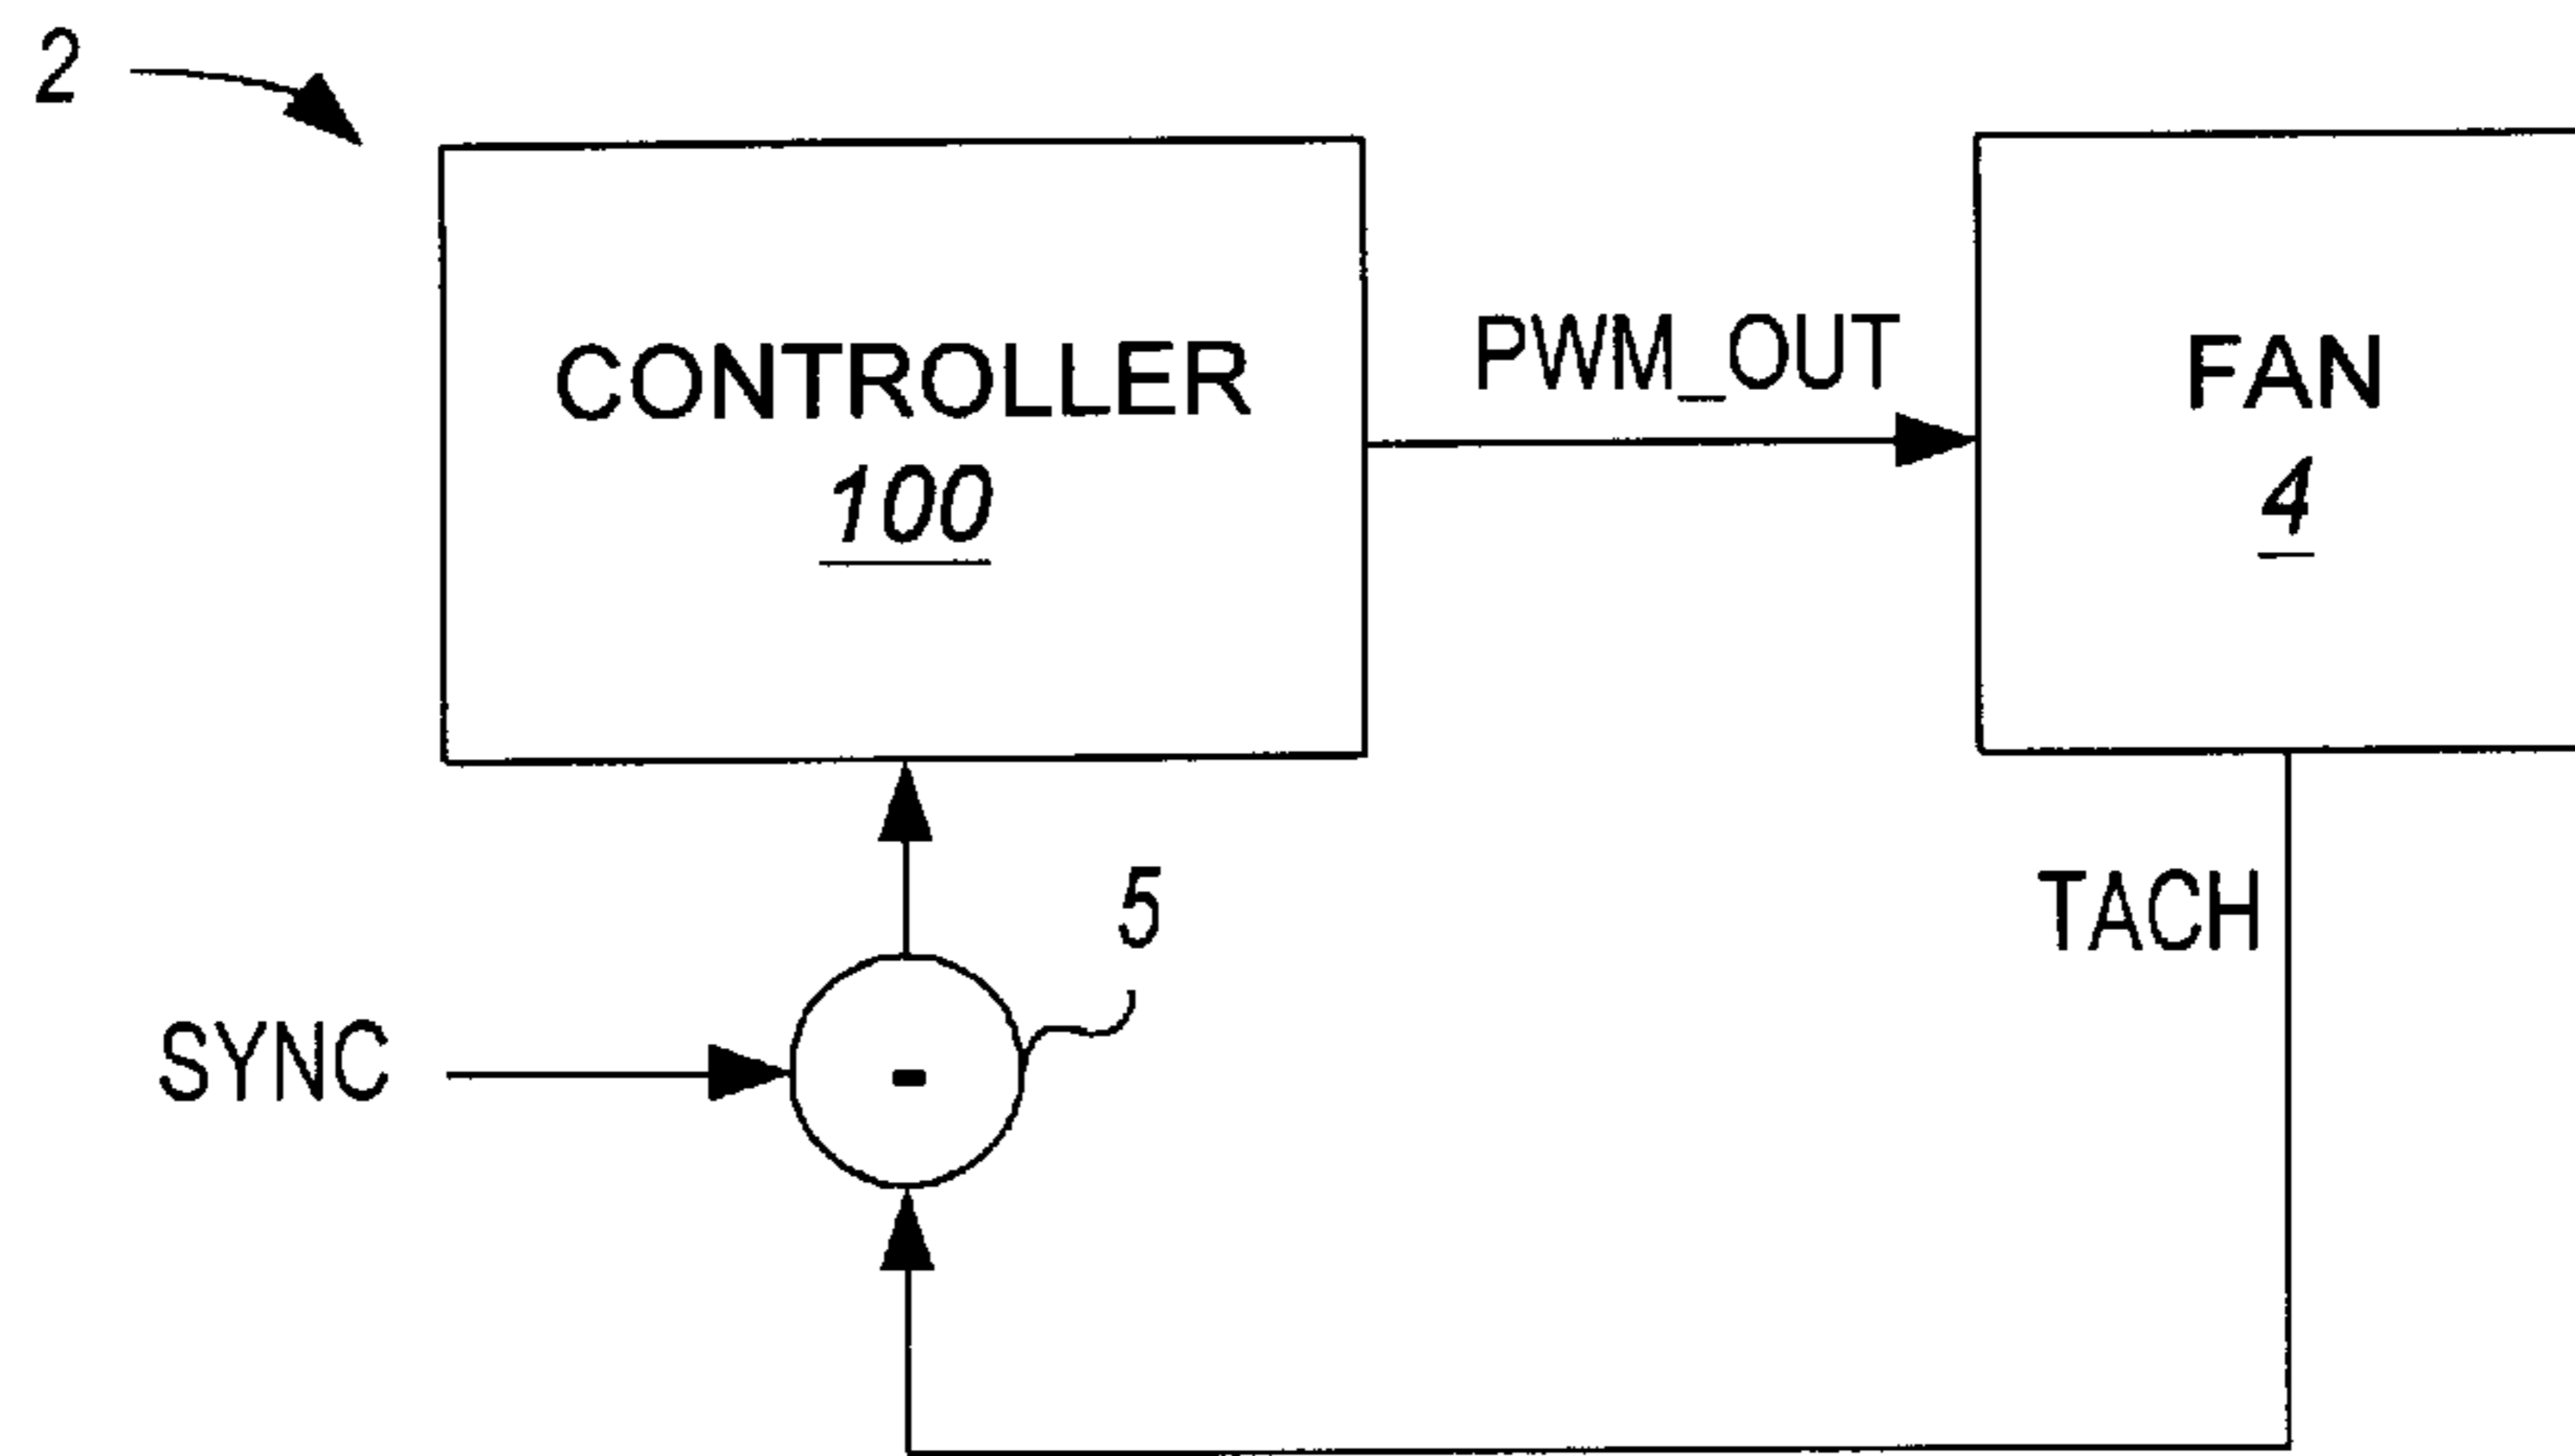 2
CONTROLLER
100
PWM_OUT
FAN
4
5
TACH
SYNC
-